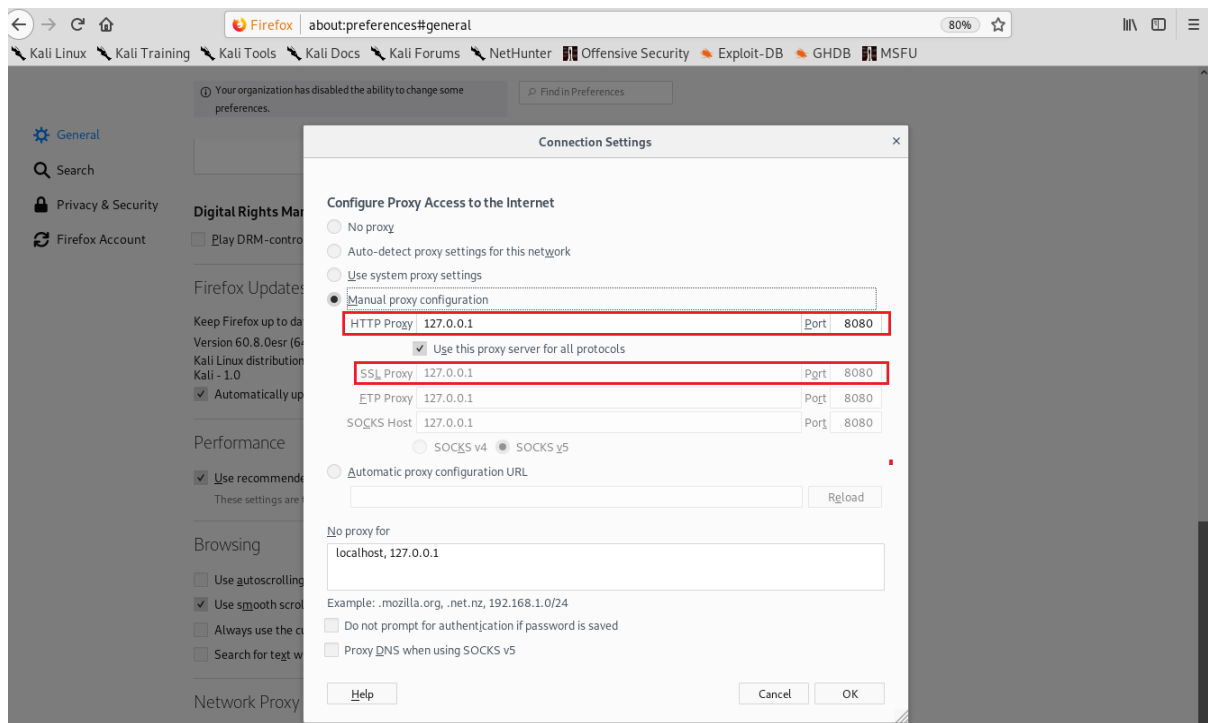 Firefox about:preferences#general 80%
Kali Linux Kali Training Kali Tools Kali Docs Kali Forums NetHunter Offensive Security Exploit-DB GHDB MSFU
Your organization has disabled the ability to change some
preferences.
Find in Preferences
General
Search
Privacy & Security
Firefox Account
Digital Rights Mar
Play DRM-contro
Firefox Updates
Keep Firefox up to da
Version 60.8.0esr (64
Kali Linux distribution
Kali - 1.0
Automatically up
Performance
Use recommende
These settings are t
Browsing
Use autoscrolling
Use smooth scrol
Always use the cu
Search for text w
Network Proxy
Connection Settings ×
Configure Proxy Access to the Internet
No proxy
Auto-detect proxy settings for this network
Use system proxy settings
Manual proxy configuration
HTTP Proxy 127.0.0.1 Port 8080
Use this proxy server for all protocols
SSL Proxy 127.0.0.1 Port 8080
FTP Proxy 127.0.0.1 Port 8080
SOCKS Host 127.0.0.1 Port 8080
SOCKS v4 SOCKS v5
Automatic proxy configuration URL
Reload
No proxy for
localhost, 127.0.0.1
Example: .mozilla.org, .net.nz, 192.168.1.0/24
Do not prompt for authentication if password is saved
Proxy DNS when using SOCKS v5
Help Cancel OK